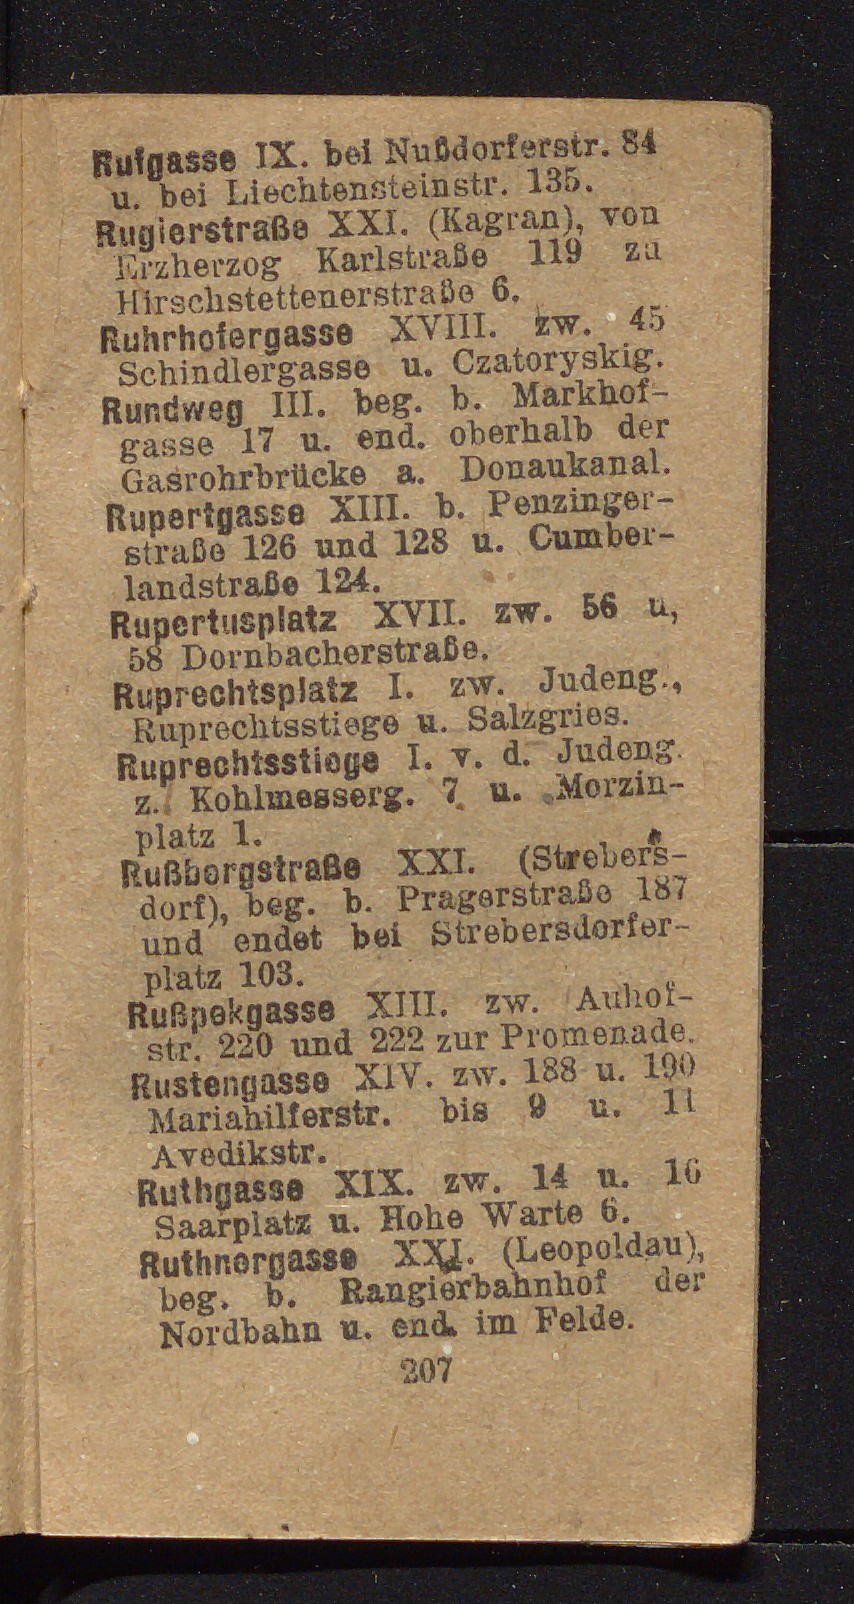 Rufgasse IX. bei Nußdorferstr. 84
u. bei Liechtensteinstr. 135.
Rugierstraße XXI. (Kagran), von
Erzherzog Karlstraße 119 zu
Hirschstettenerstraße 6.
Ruhrhofergasse XVIII. zw. 45
Schindlergasse u. Czatoryskig.
Rundweg III. beg. b. Markhof-
gasse 17 u. end. oberhalb der
Gasrohrbrücke a. Donaukanal.
Rupertgasse XIII. b. Penzinger-
straße 126 und 128 u. Cumber-
landstraße 124.
Rupertusplatz XVII. zw. 56 u,
58 Dornbacherstraße.
Ruprechtsplatz I. zw. Judeng.,
Ruprechtsstiege u. Salzgries.
Ruprechtsstiege I. v. d. Judeng.
z. Kohlmesserg. 7 u. Morzin-
platz 1.
Rußbergstraße XXI. (Strebers-
dorf), beg. b. Pragerstraße 187
und endet bei Strebersdorfer-
platz 103.
Rußpekgasse XIII. zw. Auhof-
str. 220 und 222 zur Promenade.
Rustengasse XIV. zw. 188 u. 190
Mariahilferstr. bis 9 u. 11
Avedikstr.
Ruthgasse XIX. zw. 14 u. 16
Saarplatz u. Hohe Warte 6.
Ruthnergasse XXI. (Leopoldau),
beg. b. Rangierbahnhof der
Nordbahn u. end. im Felde.
207